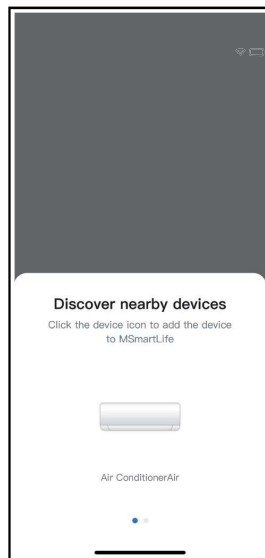 Discover nearby devices
Click the device icon to add the device
to MSmartLife
Air ConditionerAir